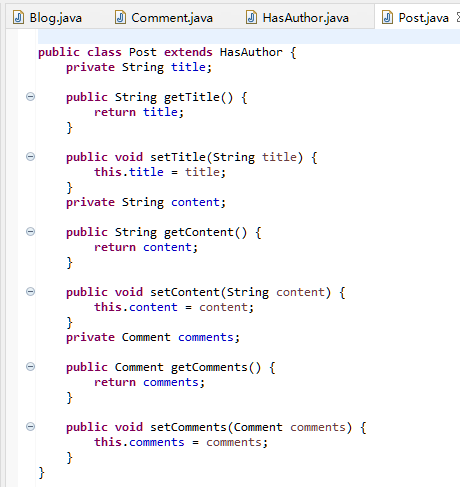 Blog.java Comment.java HasAuthor.java Post.java
public class Post extends HasAuthor {
private String title;
public String getTitle() {
return title;
}
public void setTitle(String title) {
this.title = title;
}
private String content;
public String getContent() {
return content;
}
public void setContent(String content) {
this.content = content;
}
private Comment comments;
public Comment getComments() {
return comments;
}
public void setComments(Comment comments) {
this.comments = comments;
}
}